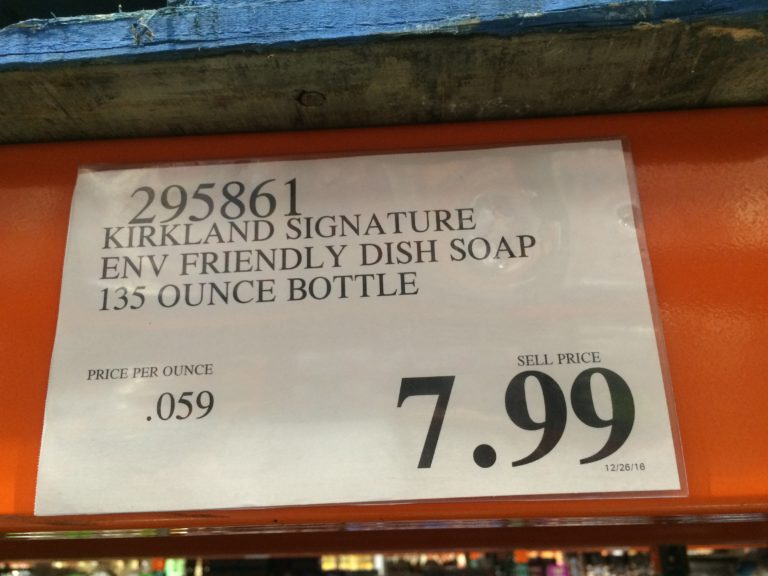 295861
KIRKLAND SIGNATURE
ENV FRIENDLY DISH SOAP
135 OUNCE BOTTLE
PRICE PER OUNCE
.059
SELL PRICE
7.99
12/26/16